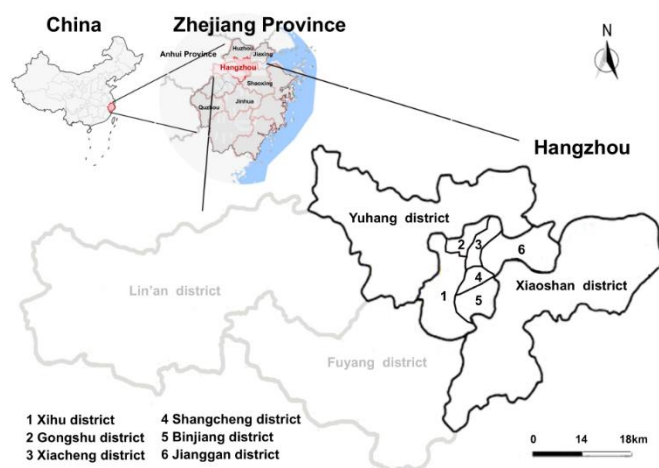 China
Zhejiang Province
N
Anhui Province
Huzhou
Jiaxing
Hangzhou
Shaoxing
Quzhou
Jinhua
Hangzhou
Yuhang district
2
3
6
4
1
5
Xiaoshan district
Lin'an district
Fuyang district
1 Xihu district
2 Gongshu district
3 Xiacheng district
4 Shangcheng district
5 Binjiang district
6 Jianggan district
0 14 18km